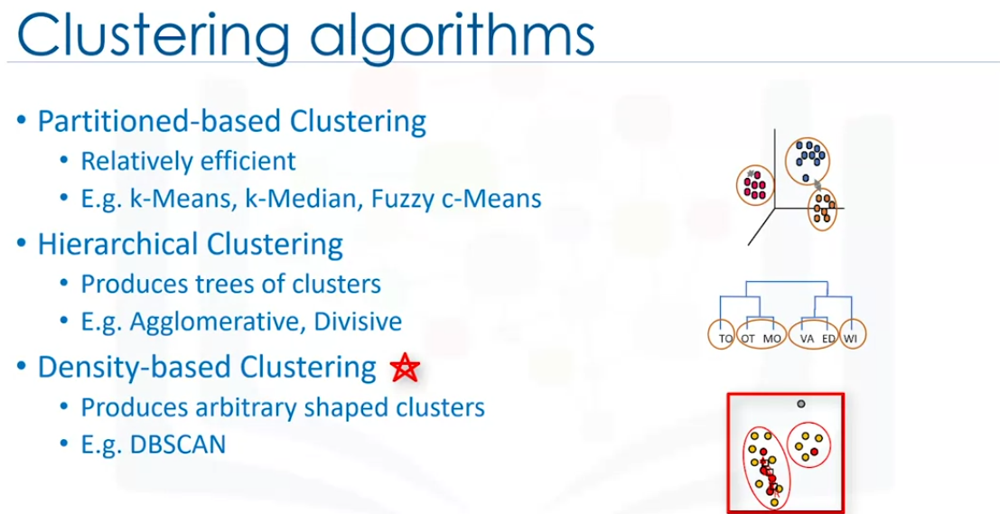 Clustering algorithms
• Partitioned-based Clustering
• Relatively efficient
• E.g. k-Means, k-Median, Fuzzy c-Means
• Hierarchical Clustering
• Produces trees of clusters
• E.g. Agglomerative, Divisive
TO OT MO VA ED WI
• Density-based Clustering
• Produces arbitrary shaped clusters
• E.g. DBSCAN